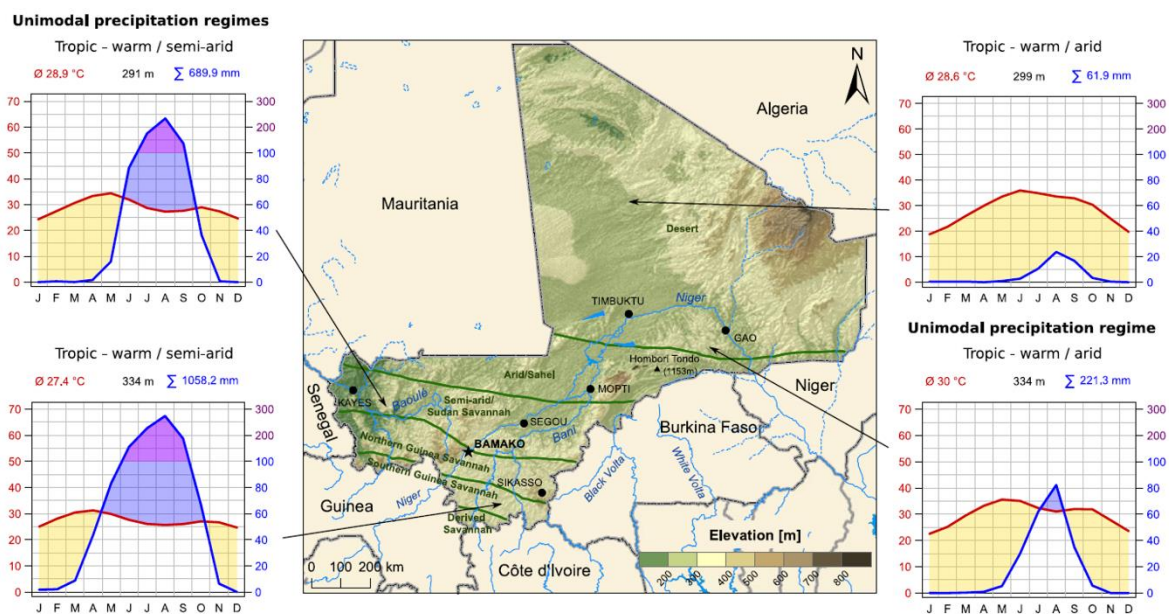 Unimodal precipitation regimes
Tropic - warm / semi-arid
Ø 28.9 °C 291 m ∑ 689.9 mm
70 300
60 200
50 100
40 80
30 60
20 40
10 20
0 0
J F M A M J J A S O N D
Tropic - warm / semi-arid
Ø 27.4 °C 334 m ∑ 1058.2 mm
70 300
60 200
50 100
40 80
30 60
20 40
10 20
0 0
J F M A M J J A S O N D
N
Algeria
Mauritania
Desert
TIMBUKTU
Niger
GAO
Hombori Tondo
(1153m)
Arid/Sahel
MOPTI
Niger
Senegal
KAYES
Baoule
Semi-arid/
Sudan Savannah
SEGOU
Bani
Burkina Faso
BAMAKO
Northern Guinea Savannah
Southern Guinea Savannah
SIKASSO
Black Volta
White Volta
Guinea
Niger
Derived
Savannah
Côte d'Ivoire
0 100 200 km
Elevation [m]
200 300 400 500 600 700 800
Tropic - warm / arid
Ø 28.6 °C 299 m ∑ 61.9 mm
70 300
60 200
50 100
40 80
30 60
20 40
10 20
0 0
J F M A M J J A S O N D
Unimodal precipitation regime
Tropic - warm / arid
Ø 30 °C 334 m ∑ 221.3 mm
70 300
60 200
50 100
40 80
30 60
20 40
10 20
0 0
J F M A M J J A S O N D